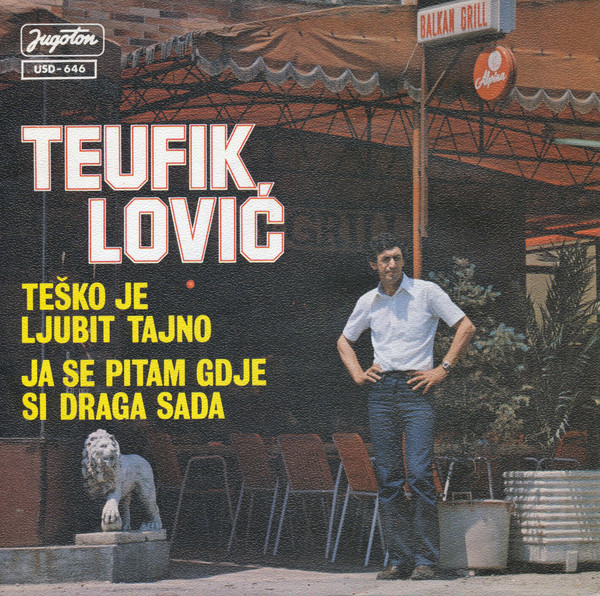 Jugoton
USD-646
BALKAN GRILL
Alpina
TEUFIK
LOVIĆ
TEŠKO JE
LJUBIT TAJNO
JA SE PITAM GDJE
SI DRAGA SADA